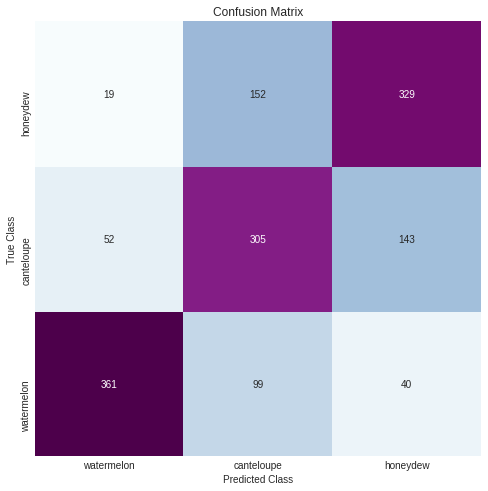 Confusion Matrix
honeydew
19 152 329
True Class
canteloupe
52 305 143
watermelon
361 99 40
watermelon canteloupe honeydew
Predicted Class